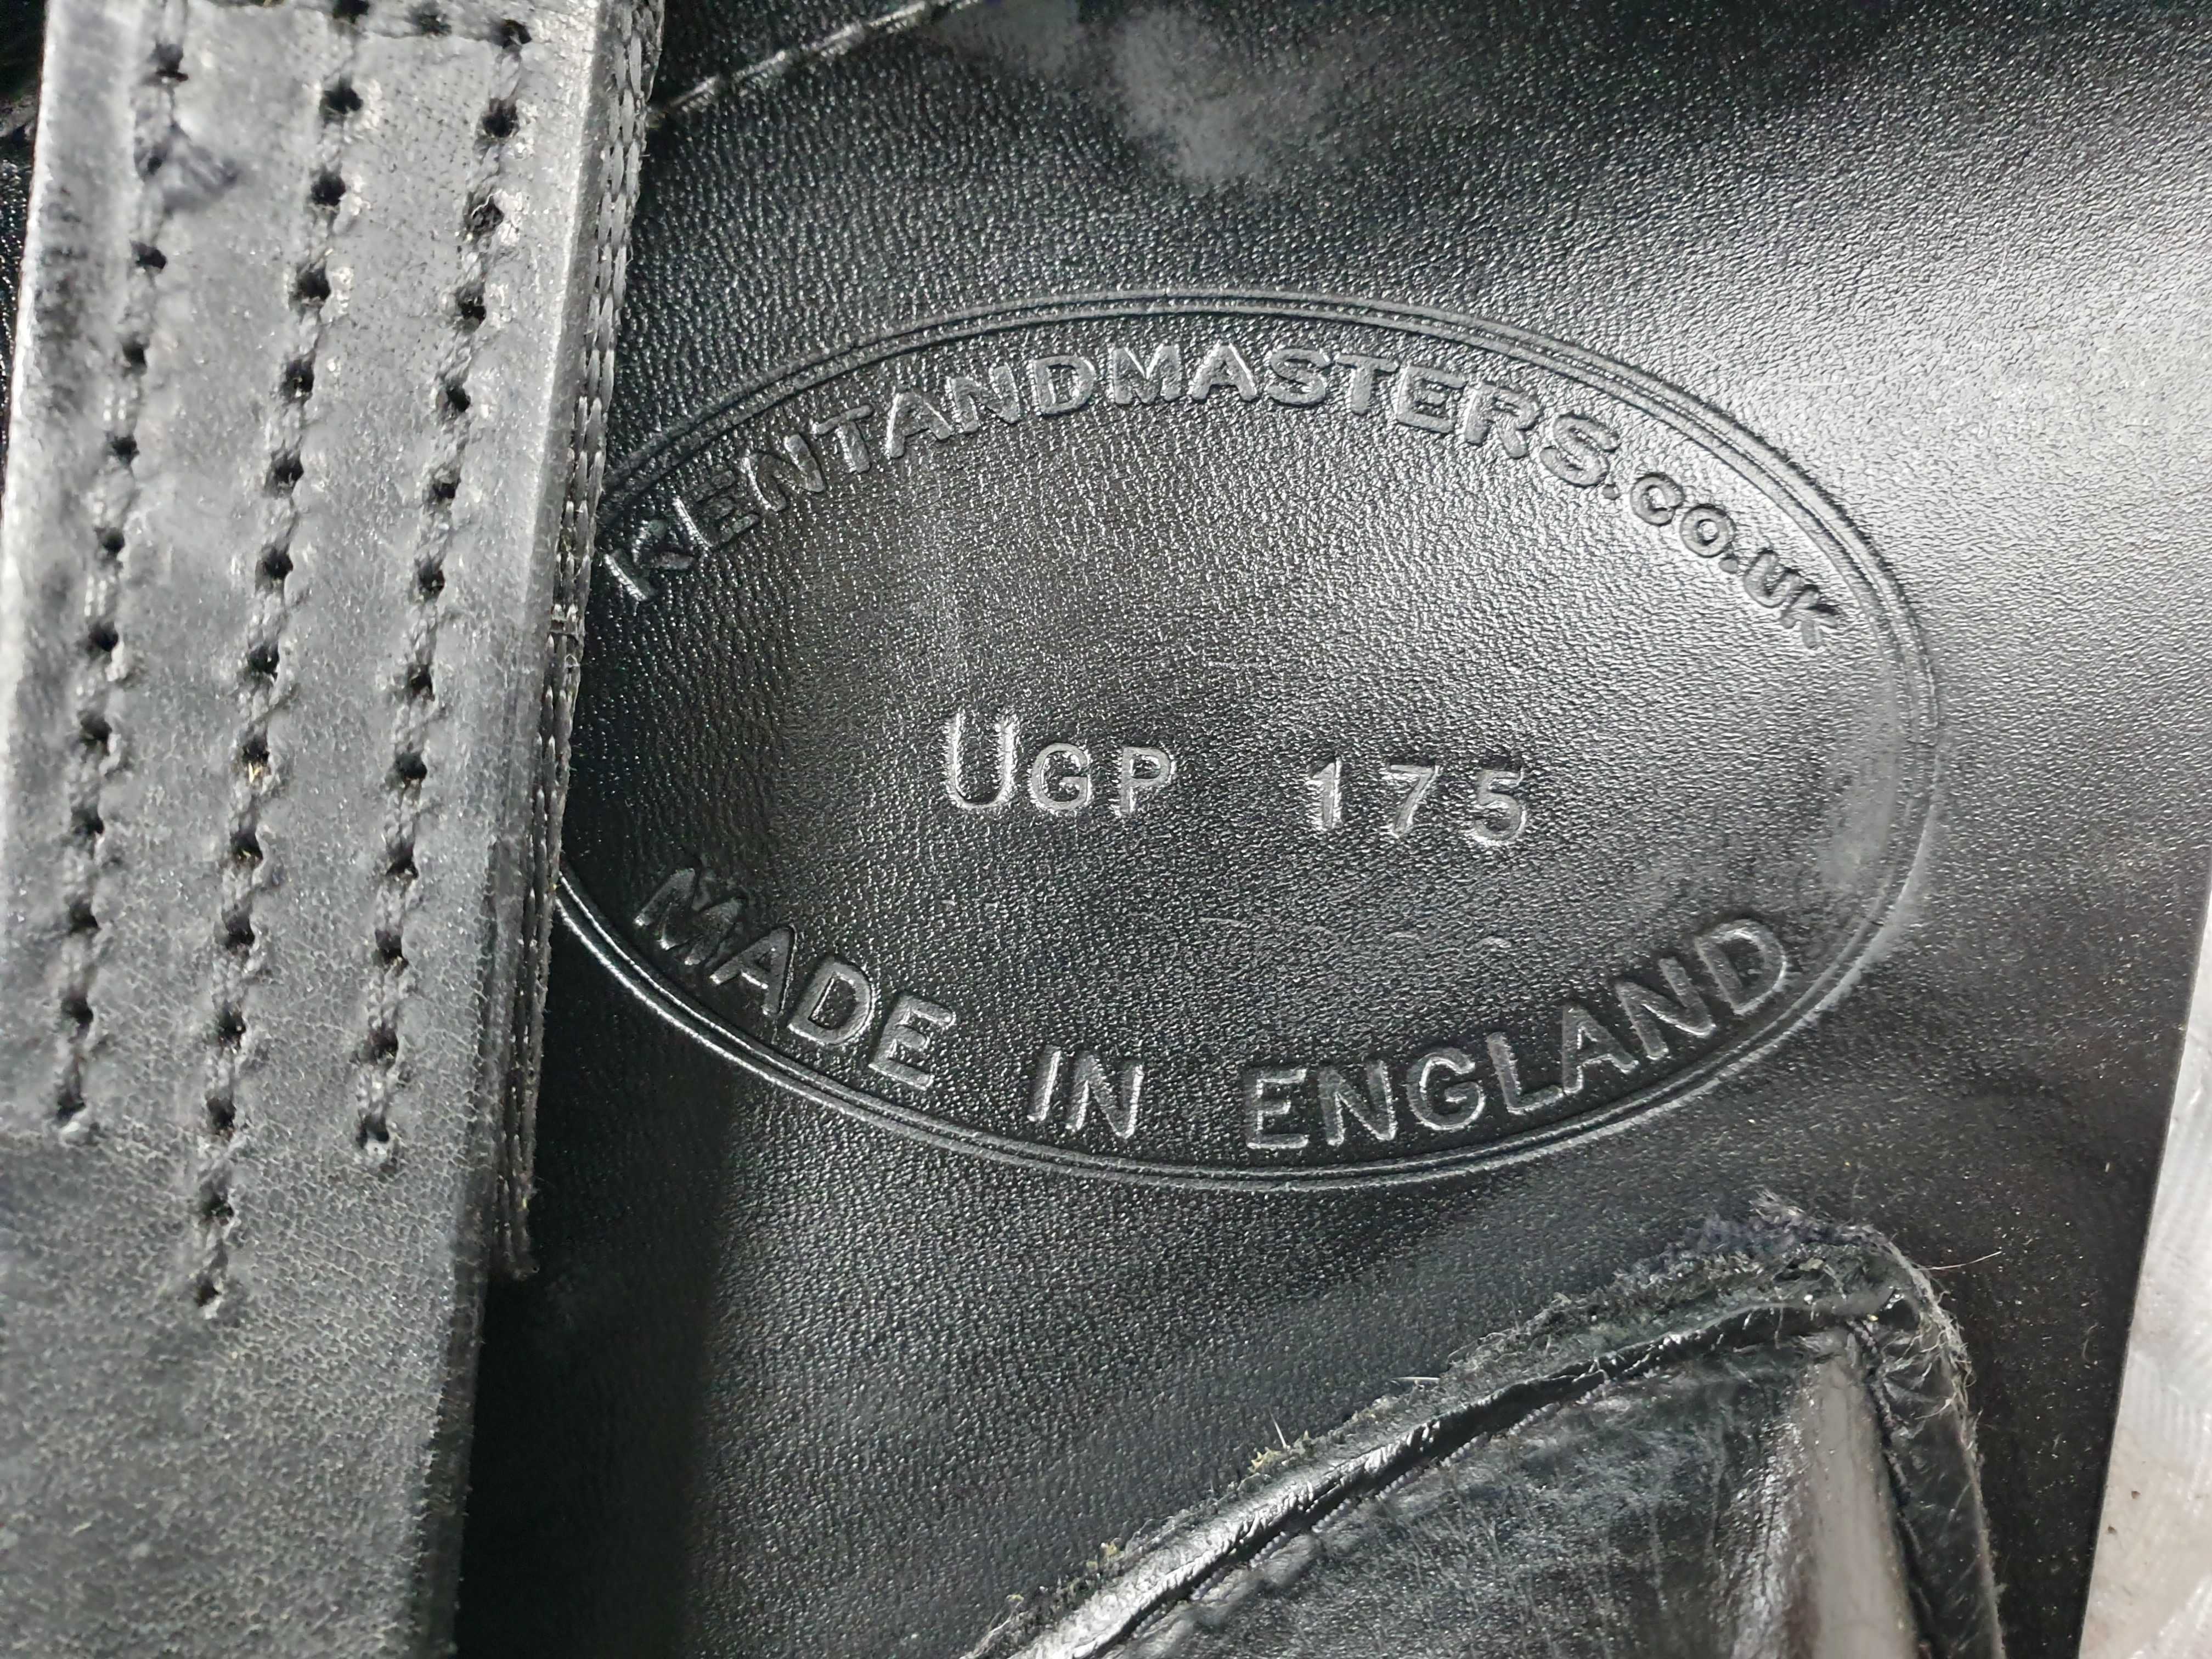 KENTANDMASTERS.CO.UK
UGP 175
MADE IN ENGLAND